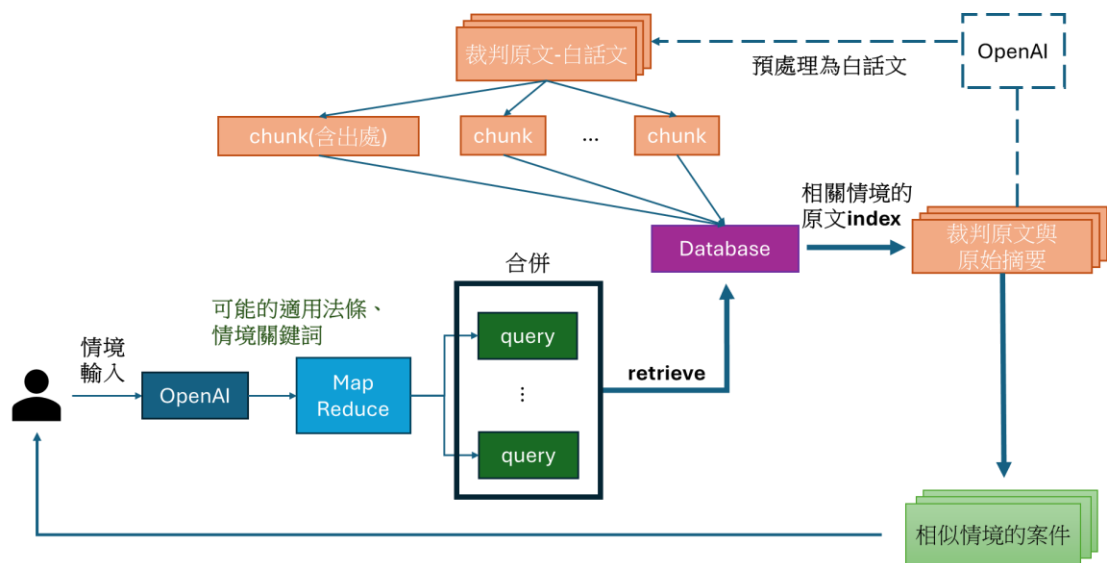 裁判原文-白話文
OpenAI
預處理為白話文
chunk(含出處)
chunk
...
chunk
相關情境的
原文index
裁判原文與
原始摘要
Database
合併
可能的適用法條、
情境關鍵詞
query
情境
輸入
OpenAI
Map
Reduce
retrieve
⋮
query
相似情境的案件